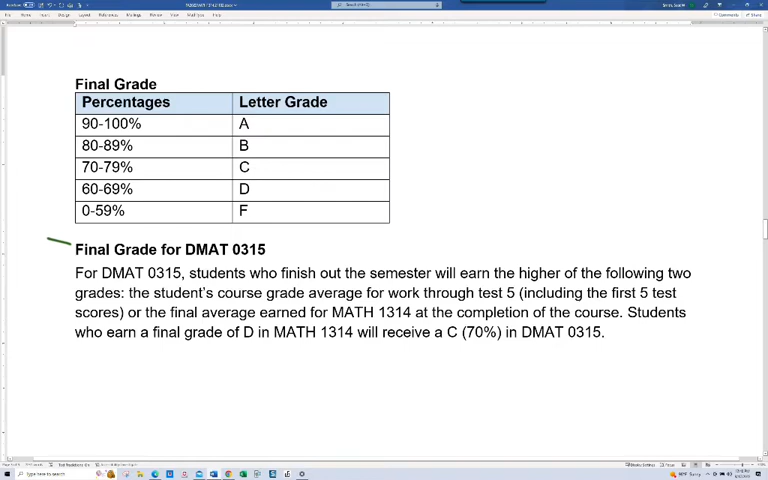 Final Grade
Percentages Letter Grade
90-100% A
80-89% B
70-79% C
60-69% D
0-59% F
Final Grade for DMAT 0315
For DMAT 0315, students who finish out the semester will earn the higher of the following two
grades: the student's course grade average for work through test 5 (including the first 5 test
scores) or the final average earned for MATH 1314 at the completion of the course. Students
who earn a final grade of D in MATH 1314 will receive a C (70%) in DMAT 0315.
Type here to search